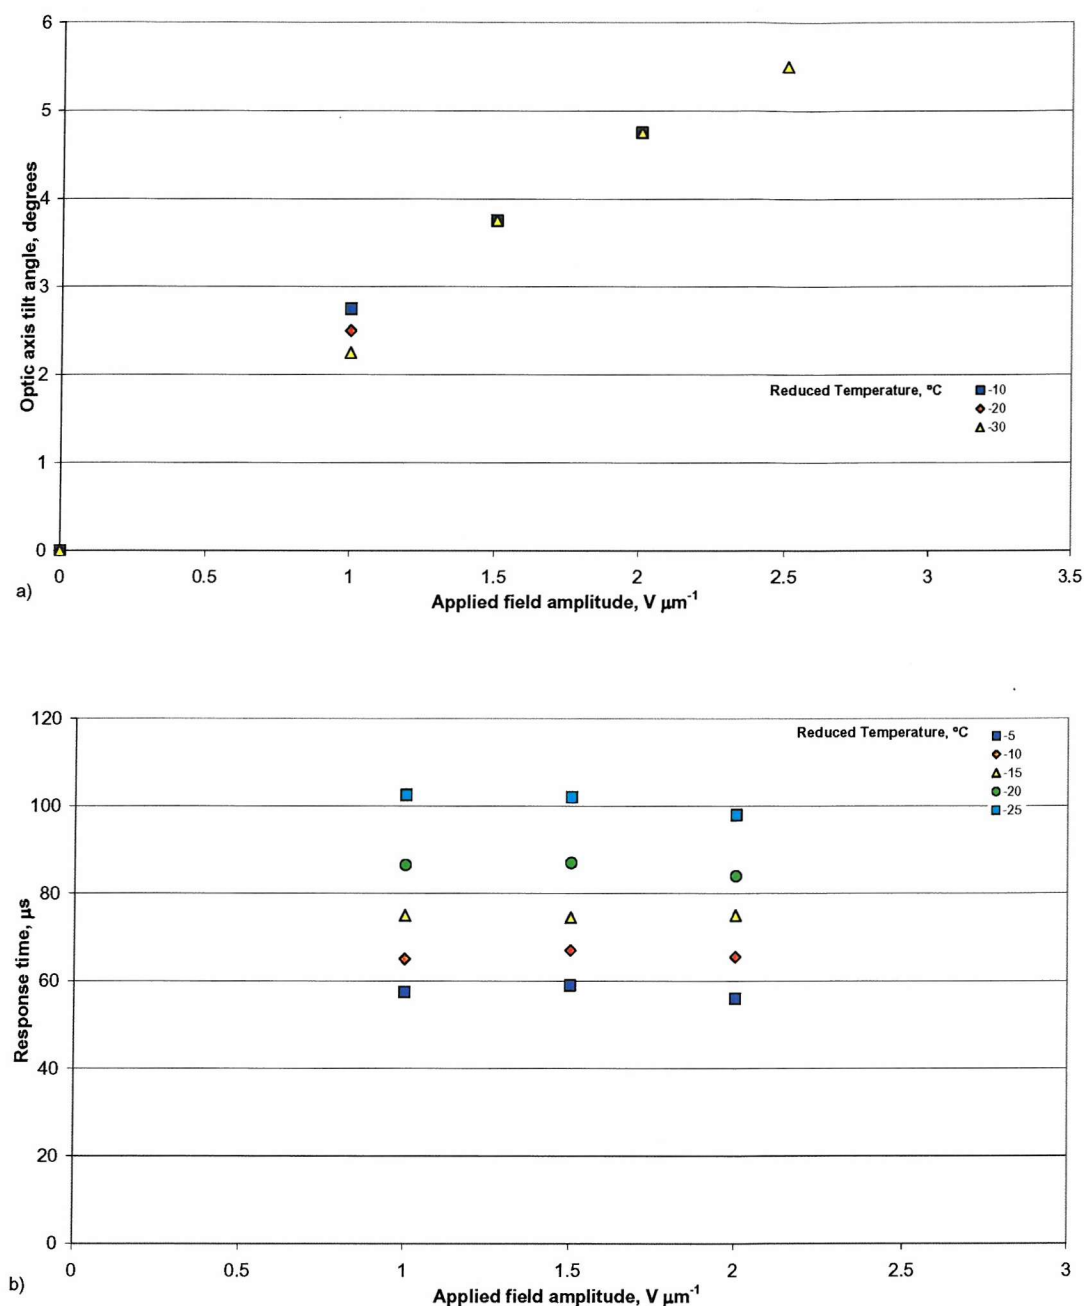 6
5
4
3
2
1
0
Optic axis tilt angle, degrees
Reduced Temperature, ºC
-10
-20
-30
0 0.5 1 1.5 2 2.5 3 3.5
a)
Applied field amplitude, V µm-1
120
100
80
60
40
20
0
Response time, µs
Reduced Temperature, ºC
-5
-10
-15
-20
-25
0 0.5 1 1.5 2 2.5 3
b)
Applied field amplitude, V µm-1